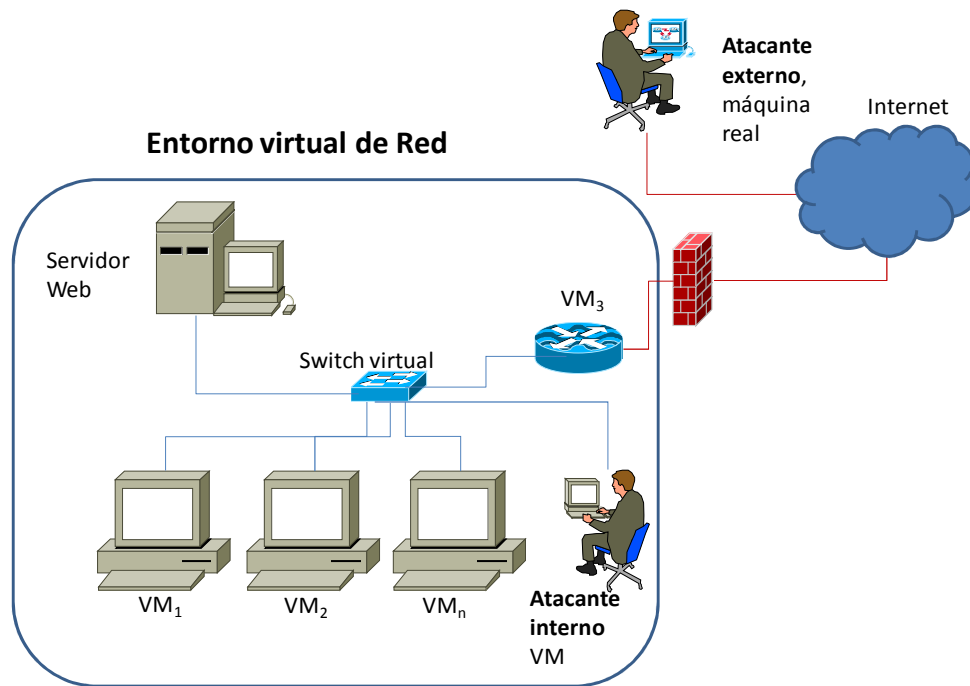 Atacante
externo,
máquina
real
Internet
Entorno virtual de Red
Servidor
Web
VM₃
Switch virtual
VM₁
VM₂
VMₙ
Atacante
interno
VM